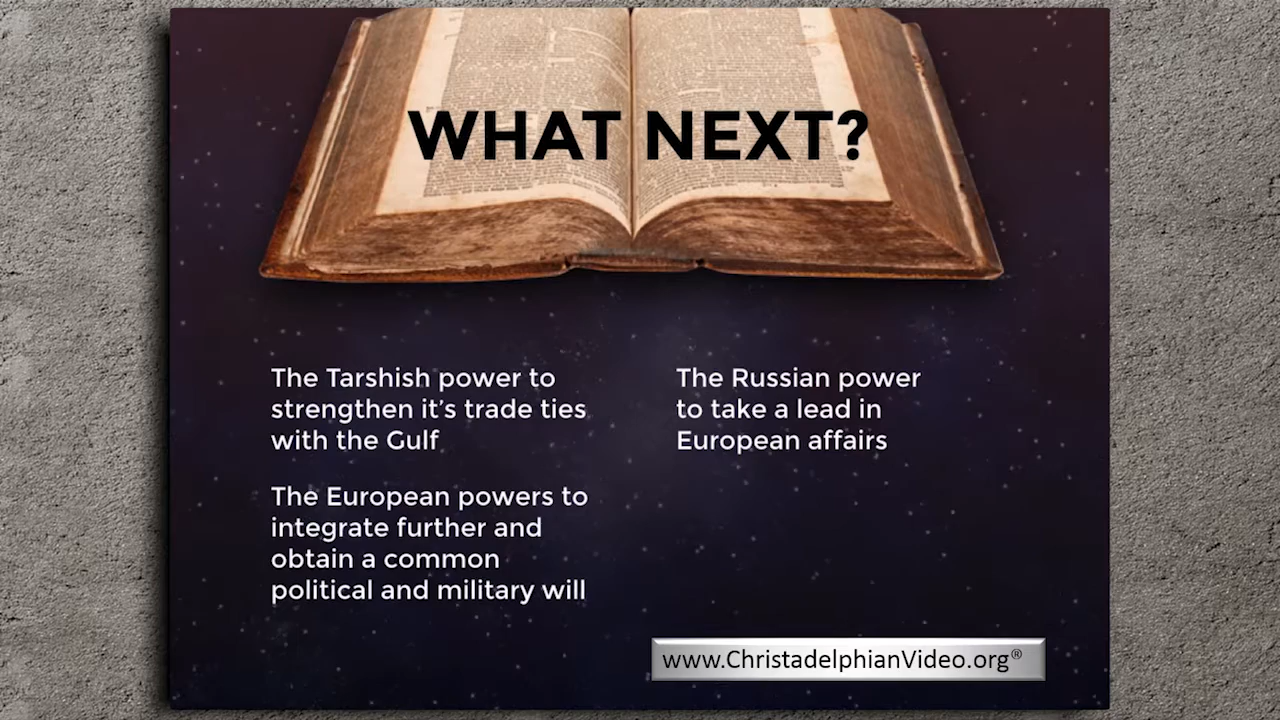 WHAT NEXT?
The Tarshish power to
strengthen it's trade ties
with the Gulf
The European powers to
integrate further and
obtain a common
political and military will
The Russian power
to take a lead in
European affairs
www.ChristadelphianVideo.org®